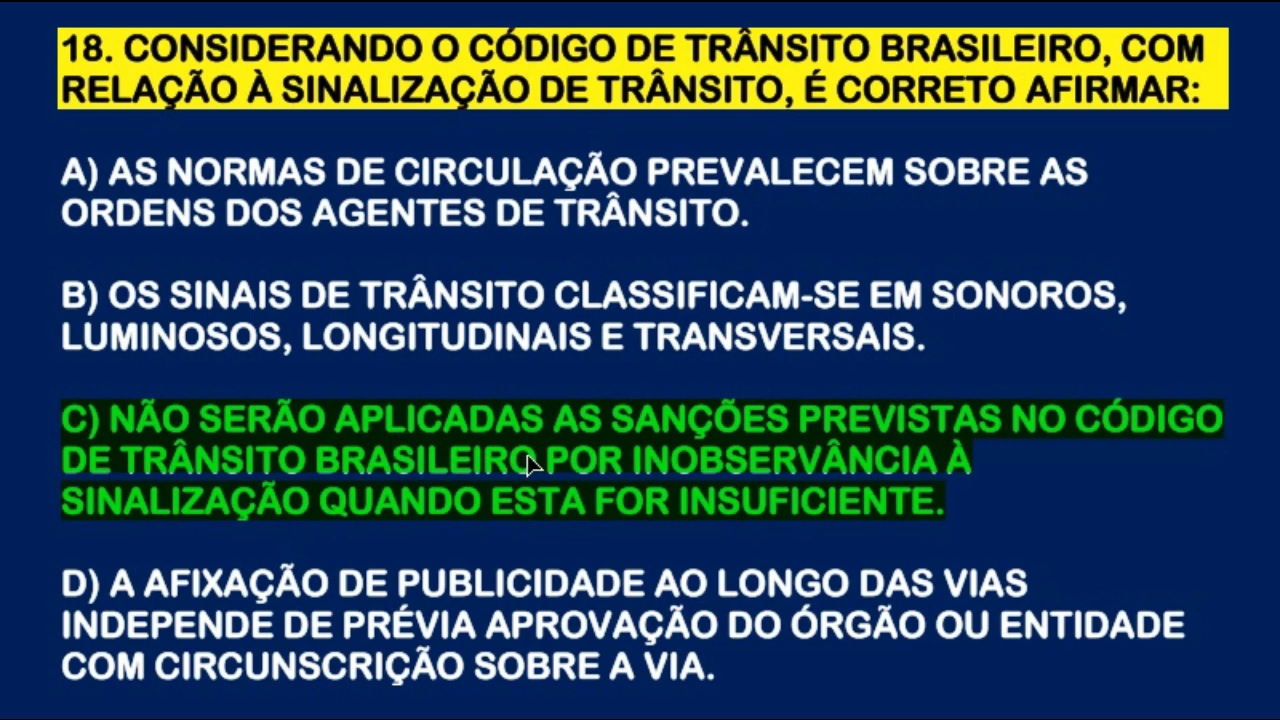 18. CONSIDERANDO O CÓDIGO DE TRÂNSITO BRASILEIRO, COM
RELAÇÃO À SINALIZAÇÃO DE TRÂNSITO, É CORRETO AFIRMAR:
A) AS NORMAS DE CIRCULAÇÃO PREVALECEM SOBRE AS
ORDENS DOS AGENTES DE TRÂNSITO.
B) OS SINAIS DE TRÂNSITO CLASSIFICAM-SE EM SONOROS,
LUMINOSOS, LONGITUDINAIS E TRANSVERSAIS.
C) NÃO SERÃO APLICADAS AS SANÇÕES PREVISTAS NO CÓDIGO
DE TRÂNSITO BRASILEIRO POR INOBSERVÂNCIA À
SINALIZAÇÃO QUANDO ESTA FOR INSUFICIENTE.
D) A AFIXAÇÃO DE PUBLICIDADE AO LONGO DAS VIAS
INDEPENDE DE PRÉVIA APROVAÇÃO DO ÓRGÃO OU ENTIDADE
COM CIRCUNSCRIÇÃO SOBRE A VIA.